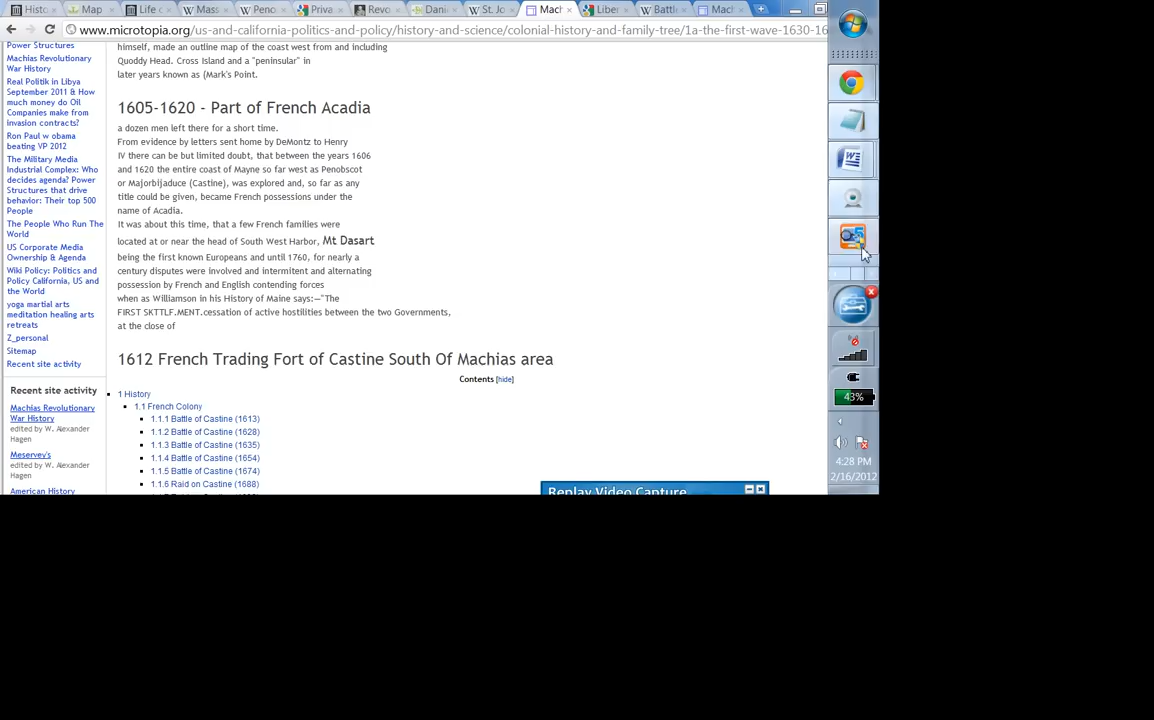 Histo
Map
Life c
Mass
Peno
Priva
Revo
Dani
St. Jo
Mach
Liber
Battl
Mach
www.microtopia.org/us-and-california-politics-and-policy/history-and-science/colonial-history-and-family-tree/1a-the-first-wave-1630-16
Power Structures
Machias Revolutionary
War History
Real Politik in Libya
September 2011 & How
much money do Oil
Companies make from
invasion contracts?
Ron Paul w obama
beating VP 2012
The Military Media
Industrial Complex: Who
decides agenda? Power
Structures that drive
behavior: Their top 500
People
The People Who Run The
World
US Corporate Media
Ownership & Agenda
Wiki Policy: Politics and
Policy California, US and
the World
yoga martial arts
meditation healing arts
retreats
Z_personal
Sitemap
Recent site activity
Recent site activity
Machias Revolutionary
War History
edited by W. Alexander
Hagen
Meservey's
edited by W. Alexander
Hagen
American History
himself, made an outline map of the coast west from and including
Quoddy Head. Cross Island and a "peninsular" in
later years known as (Mark's Point.
1605-1620 - Part of French Acadia
a dozen men left there for a short time.
From evidence by letters sent home by DeMontz to Henry
IV there can be but limited doubt, that between the years 1606
and 1620 the entire coast of Mayne so far west as Penobscot
or Majorbijaduce (Castine), was explored and, so far as any
title could be given, became French possessions under the
name of Acadia.
It was about this time, that a few French families were
located at or near the head of South West Harbor, Mt Dasart
being the first known Europeans and until 1760, for nearly a
century disputes were involved and intermitent and alternating
possession by French and English contending forces
when as Williamson in his History of Maine says:—"The
FIRST SKTTLF.MENT.cessation of active hostilities between the two Governments,
at the close of
1612 French Trading Fort of Castine South Of Machias area
Contents [hide]
1 History
1.1 French Colony
1.1.1 Battle of Castine (1613)
1.1.2 Battle of Castine (1628)
1.1.3 Battle of Castine (1635)
1.1.4 Battle of Castine (1654)
1.1.5 Battle of Castine (1674)
1.1.6 Raid on Castine (1688)
Replay Video Capture
43%
4:28 PM
2/16/2012